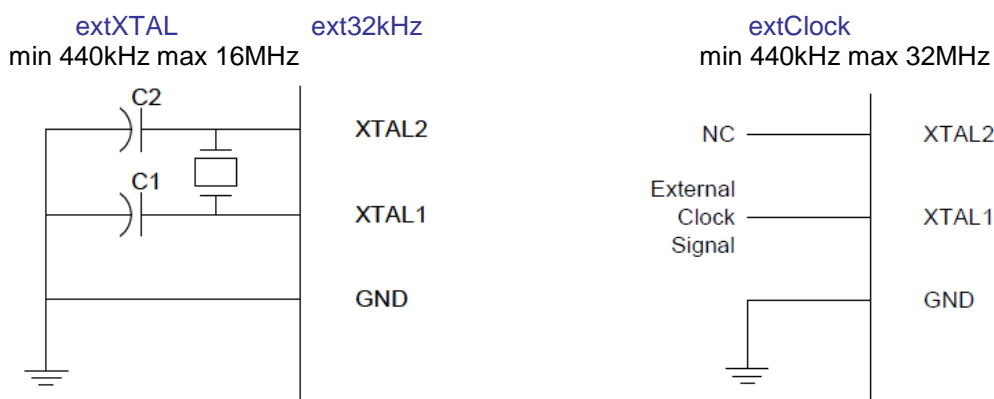 extXTAL ext32kHz
min 440kHz max 16MHz
C2
XTAL2
C1
XTAL1
GND
extClock
min 440kHz max 32MHz
NC
XTAL2
External
Clock
Signal
XTAL1
GND